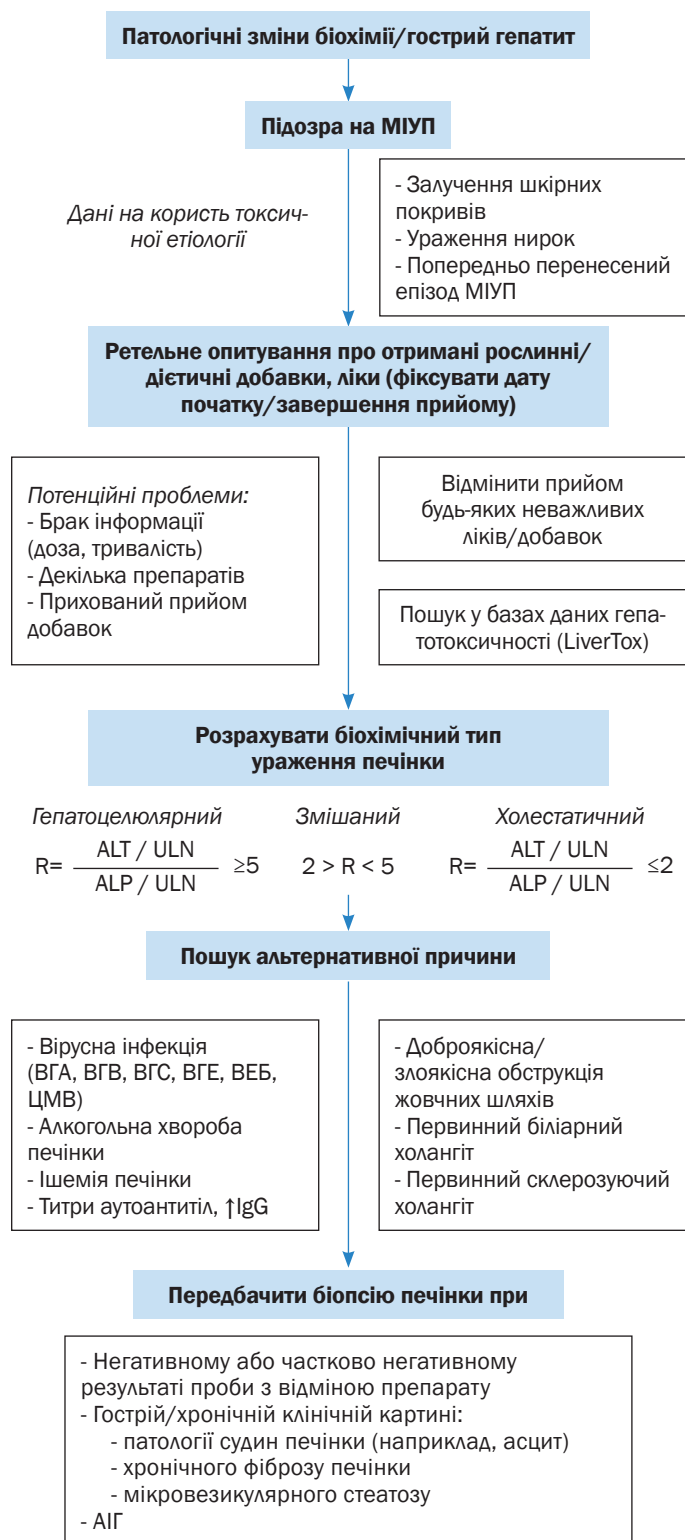 Патологічні зміни біохімії/гострий гепатит
Підозра на МІУП
Дані на користь токсич-
ної етіології
- Залучення шкірних
покривів
- Ураження нирок
- Попередньо перенесений
епізод МІУП
Ретельне опитування про отримані рослинні/
дієтичні добавки, ліки (фіксувати дату
початку/завершення прийому)
Потенційні проблеми:
- Брак інформації
(доза, тривалість)
- Декілька препаратів
- Прихований прийом
добавок
Відмінити прийом
будь-яких неважливих
ліків/добавок
Пошук у базах даних гепа-
тотоксичності (LiverTox)
Розрахувати біохімічний тип
ураження печінки
Гепатоцелюлярний
R= ALT / ULN
ALP / ULN ≥5
Змішаний
2 > R < 5
Холестатичний
R= ALT / ULN
ALP / ULN ≤2
Пошук альтернативної причини
- Вірусна інфекція
(ВГА, ВГВ, ВГС, ВГЕ, ВЕБ,
ЦМВ)
- Алкогольна хвороба
печінки
- Ішемія печінки
- Титри аутоантитіл, ↑IgG
- Доброякісна/
злоякісна обструкція
жовчних шляхів
- Первинний біліарний
холангіт
- Первинний склерозуючий
холангіт
Передбачити біопсію печінки при
- Негативному або частково негативному
результаті проби з відміною препарату
- Гострій/хронічній клінічній картині:
- патології судин печінки (наприклад, асцит)
- хронічного фіброзу печінки
- мікровезикулярного стеатозу
- АІГ